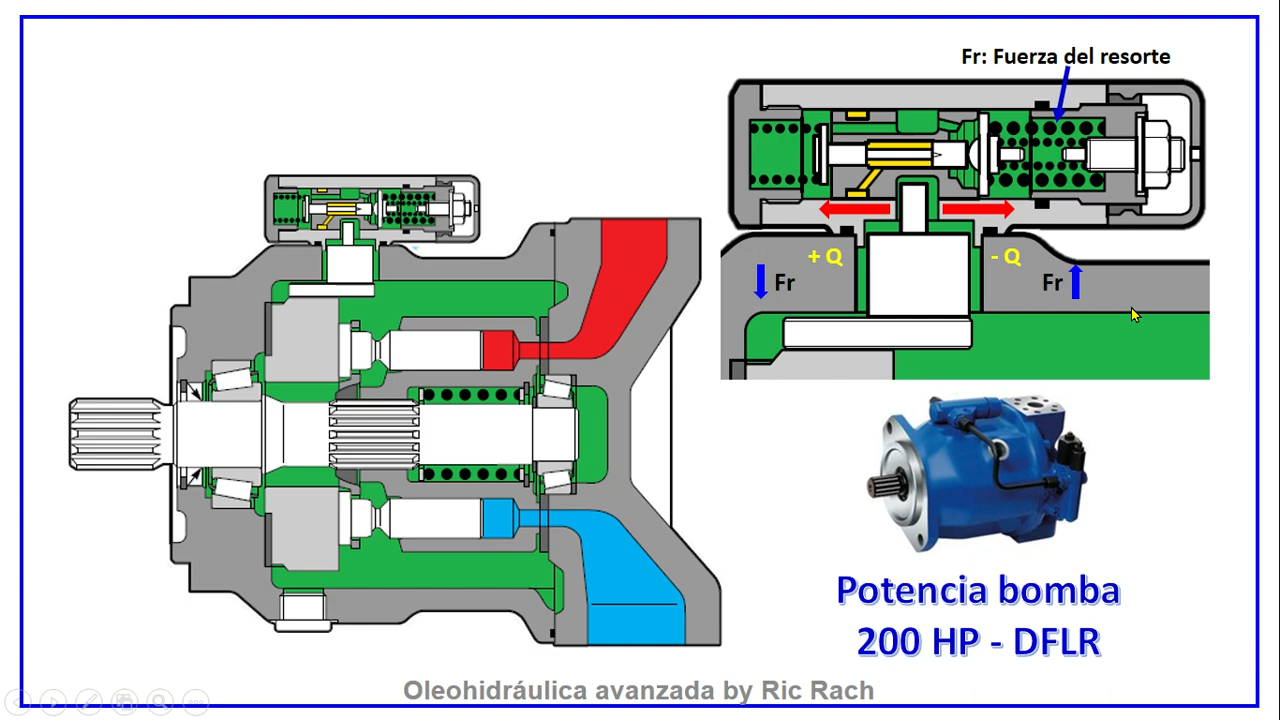 Fr: Fuerza del resorte
+ Q
- Q
Fr
Fr
Potencia bomba
200 HP - DFLR
Oleohidráulica avanzada by Ric Rach